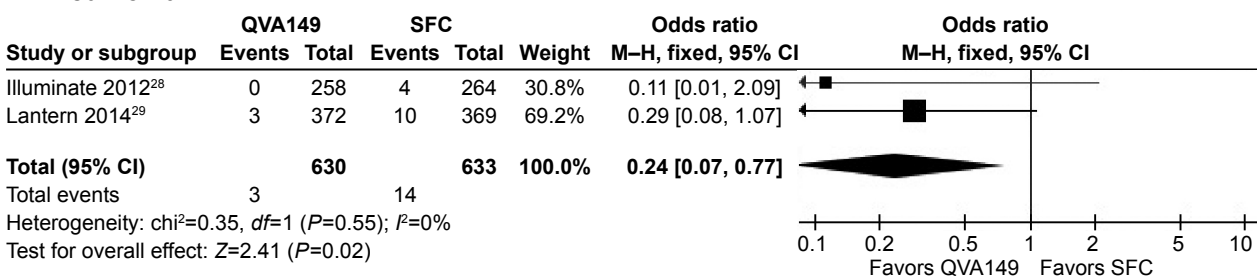 QVA149 SFC Odds ratio Odds ratio
Study or subgroup Events Total Events Total Weight M–H, fixed, 95% CI M–H, fixed, 95% CI
Illuminate 2012²⁸ 0 258 4 264 30.8% 0.11 [0.01, 2.09]
Lantern 2014²⁹ 3 372 10 369 69.2% 0.29 [0.08, 1.07]
Total (95% CI) 630 633 100.0% 0.24 [0.07, 0.77]
Total events 3 14
Heterogeneity: chi²=0.35, df=1 (P=0.55); I²=0%
Test for overall effect: Z=2.41 (P=0.02)
0.1 0.2 0.5 1 2 5 10
Favors QVA149 Favors SFC